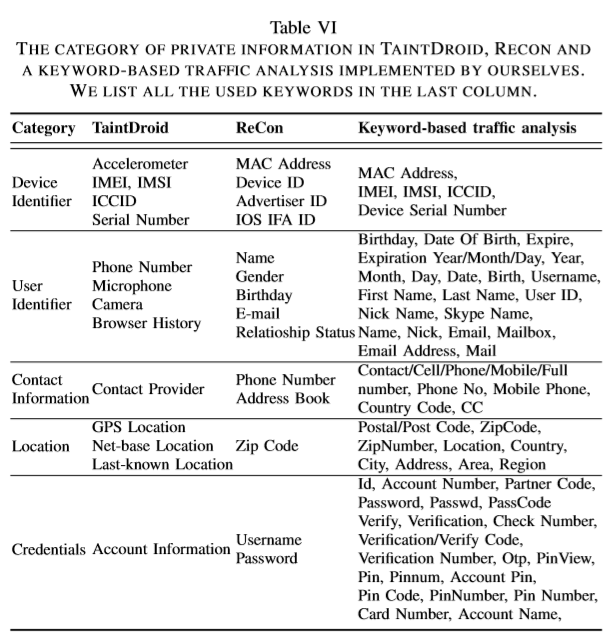 Table VI
THE CATEGORY OF PRIVATE INFORMATION IN TAINTDROID, RECON AND
A KEYWORD-BASED TRAFFIC ANALYSIS IMPLEMENTED BY OURSELVES.
WE LIST ALL THE USED KEYWORDS IN THE LAST COLUMN.
Category TaintDroid ReCon Keyword-based traffic analysis
Device
Identifier
Accelerometer
IMEI, IMSI
ICCID
Serial Number
MAC Address
Device ID
Advertiser ID
IOS IFA ID
MAC Address,
IMEI, IMSI, ICCID,
Device Serial Number
User
Identifier
Phone Number
Microphone
Camera
Browser History
Name
Gender
Birthday
E-mail
Relatioship Status
Birthday, Date Of Birth, Expire,
Expiration Year/Month/Day, Year,
Month, Day, Date, Birth, Username,
First Name, Last Name, User ID,
Nick Name, Skype Name,
Name, Nick, Email, Mailbox,
Email Address, Mail
Contact
Information
Contact Provider
Phone Number
Address Book
Contact/Cell/Phone/Mobile/Full
number, Phone No, Mobile Phone,
Country Code, CC
Location
GPS Location
Net-base Location
Last-known Location
Zip Code
Postal/Post Code, ZipCode,
ZipNumber, Location, Country,
City, Address, Area, Region
Credentials
Account Information
Username
Password
Id, Account Number, Partner Code,
Password, Passwd, PassCode
Verify, Verification, Check Number,
Verification/Verify Code,
Verification Number, Otp, PinView,
Pin, Pinnum, Account Pin,
Pin Code, PinNumber, Pin Number,
Card Number, Account Name,